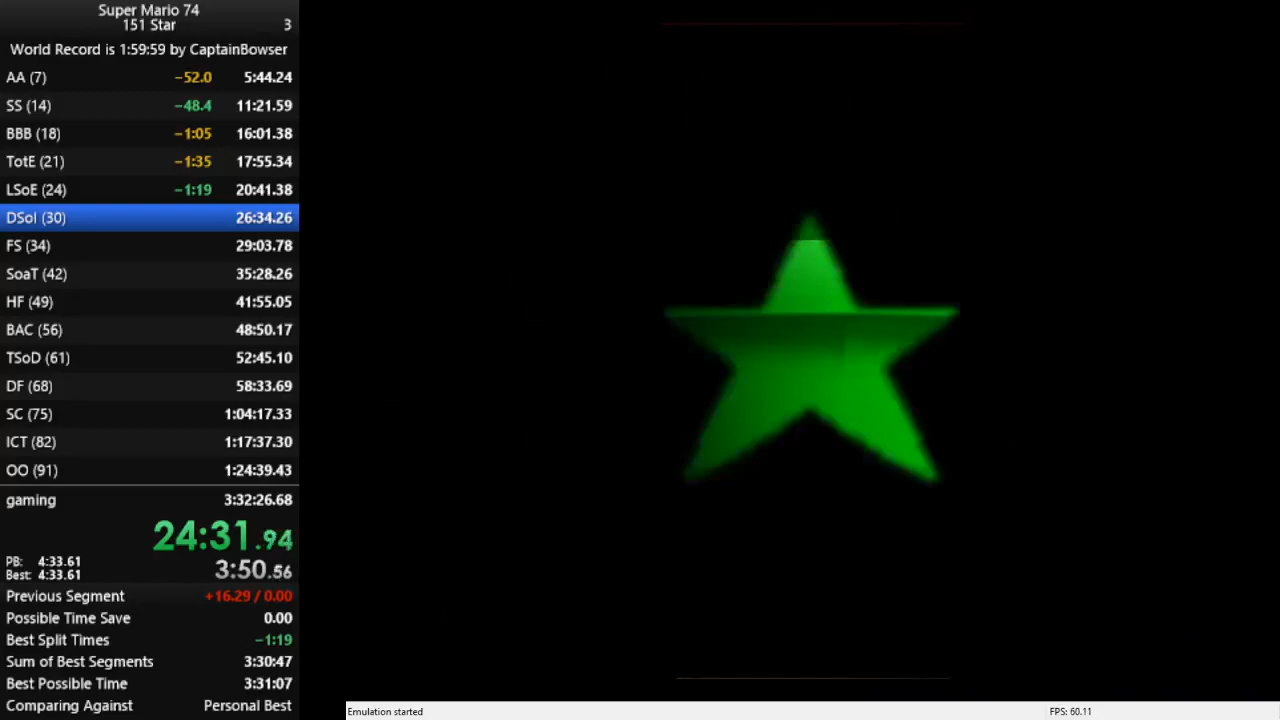 Super Mario 74
151 Star 3
World Record is 1:59:59 by CaptainBowser
AA (7) −52.0 5:44.24
SS (14) −48.4 11:21.59
BBB (18) −1:05 16:01.38
TotE (21) −1:35 17:55.34
LSoE (24) −1:19 20:41.38
DSol (30) 26:34.26
FS (34) 29:03.78
SoaT (42) 35:28.26
HF (49) 41:55.05
BAC (56) 48:50.17
TSoD (61) 52:45.10
DF (68) 58:33.69
SC (75) 1:04:17.33
ICT (82) 1:17:37.30
OO (91) 1:24:39.43
gaming 3:32:26.68
24:31.94
PB: 4:33.61
Best: 4:33.61
3:50.56
Previous Segment +16.29 / 0.00
Possible Time Save 0.00
Best Split Times −1:19
Sum of Best Segments 3:30:47
Best Possible Time 3:31:07
Comparing Against Personal Best
Emulation started FPS: 60.11